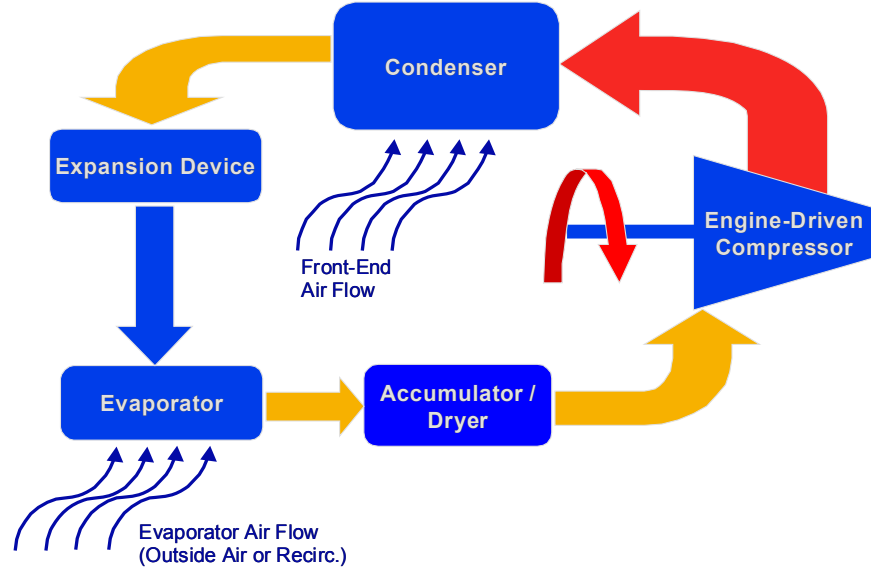 Condenser
Expansion Device
Engine-Driven
Compressor
Front-End
Air Flow
Evaporator
Accumulator /
Dryer
Evaporator Air Flow
(Outside Air or Recirc.)